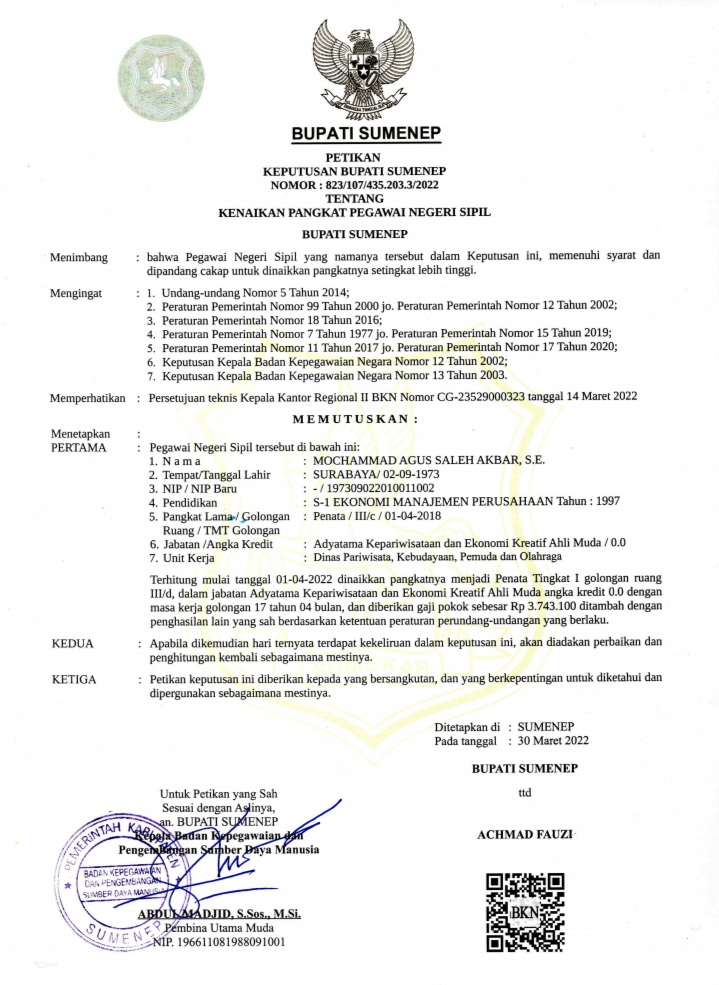 BUPATI SUMENEP
PETIKAN
KEPUTUSAN BUPATI SUMENEP
NOMOR : 823/107/435.203.3/2022
TENTANG
KENAIKAN PANGKAT PEGAWAI NEGERI SIPIL
BUPATI SUMENEP
Menimbang : bahwa Pegawai Negeri Sipil yang namanya tersebut dalam Keputusan ini, memenuhi syarat dan
dipandang cakap untuk dinaikkan pangkatnya setingkat lebih tinggi.
Mengingat : 1. Undang-undang Nomor 5 Tahun 2014;
2. Peraturan Pemerintah Nomor 99 Tahun 2000 jo. Peraturan Pemerintah Nomor 12 Tahun 2002;
3. Peraturan Pemerintah Nomor 18 Tahun 2016;
4. Peraturan Pemerintah Nomor 7 Tahun 1977 jo. Peraturan Pemerintah Nomor 15 Tahun 2019;
5. Peraturan Pemerintah Nomor 11 Tahun 2017 jo. Peraturan Pemerintah Nomor 17 Tahun 2020;
6. Keputusan Kepala Badan Kepegawaian Negara Nomor 12 Tahun 2002;
7. Keputusan Kepala Badan Kepegawaian Negara Nomor 13 Tahun 2003.
Memperhatikan : Persetujuan teknis Kepala Kantor Regional II BKN Nomor CG-23529000323 tanggal 14 Maret 2022
M E M U T U S K A N :
Menetapkan :
PERTAMA : Pegawai Negeri Sipil tersebut di bawah ini:
1. N a m a : MOCHAMMAD AGUS SALEH AKBAR, S.E.
2. Tempat/Tanggal Lahir : SURABAYA/ 02-09-1973
3. NIP / NIP Baru : - / 197309022010011002
4. Pendidikan : S-1 EKONOMI MANAJEMEN PERUSAHAAN Tahun : 1997
5. Pangkat Lama / Golongan : Penata / III/c / 01-04-2018
Ruang / TMT Golongan
6. Jabatan /Angka Kredit : Adyatama Kepariwisataan dan Ekonomi Kreatif Ahli Muda / 0.0
7. Unit Kerja : Dinas Pariwisata, Kebudayaan, Pemuda dan Olahraga
Terhitung mulai tanggal 01-04-2022 dinaikkan pangkatnya menjadi Penata Tingkat I golongan ruang
III/d, dalam jabatan Adyatama Kepariwisataan dan Ekonomi Kreatif Ahli Muda angka kredit 0.0 dengan
masa kerja golongan 17 tahun 04 bulan, dan diberikan gaji pokok sebesar Rp 3.743.100 ditambah dengan
penghasilan lain yang sah berdasarkan ketentuan peraturan perundang-undangan yang berlaku.
KEDUA : Apabila dikemudian hari ternyata terdapat kekeliruan dalam keputusan ini, akan diadakan perbaikan dan
penghitungan kembali sebagaimana mestinya.
KETIGA : Petikan keputusan ini diberikan kepada yang bersangkutan, dan yang berkepentingan untuk diketahui dan
dipergunakan sebagaimana mestinya.
Ditetapkan di : SUMENEP
Pada tanggal : 30 Maret 2022
BUPATI SUMENEP
ttd
ACHMAD FAUZI
Untuk Petikan yang Sah
Sesuai dengan Aslinya,
an. BUPATI SUMENEP
Kepala Badan Kepegawaian dan
Pengembangan Sumber Daya Manusia
PEMERINTAH KABUPATEN
BADAN KEPEGAWAIAN
DAN PENGEMBANGAN
SUMBER DAYA MANUSIA
SUMENEP
ABDUL MADJID, S.Sos., M.Si.
Pembina Utama Muda
NIP. 196611081988091001
BKN